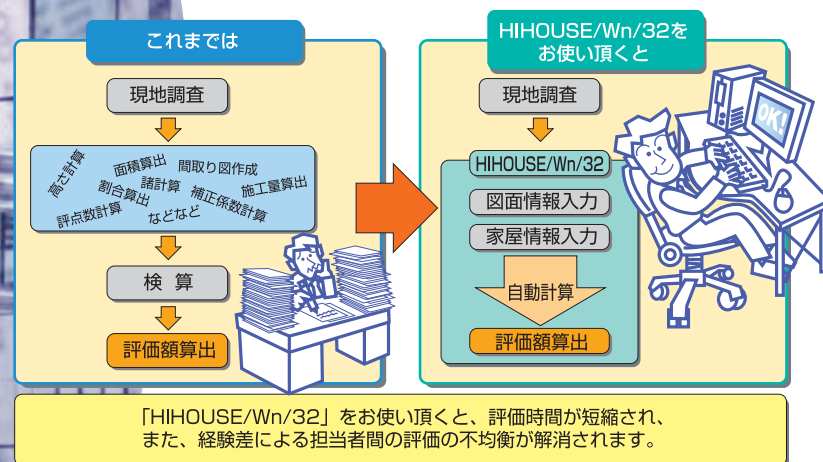 これまでは
現地調査
高さ計算
面積算出
間取り図作成
割合算出
諸計算
補正係数計算
施工量算出
評点数計算
などなど
検 算
評価額算出
HIHOUSE/Wn/32を
お使い頂くと
現地調査
HIHOUSE/Wn/32
図面情報入力
家屋情報入力
自動計算
評価額算出
OK!
「HIHOUSE/Wn/32」をお使い頂くと、評価時間が短縮され、
また、経験差による担当者間の評価の不均衡が解消されます。